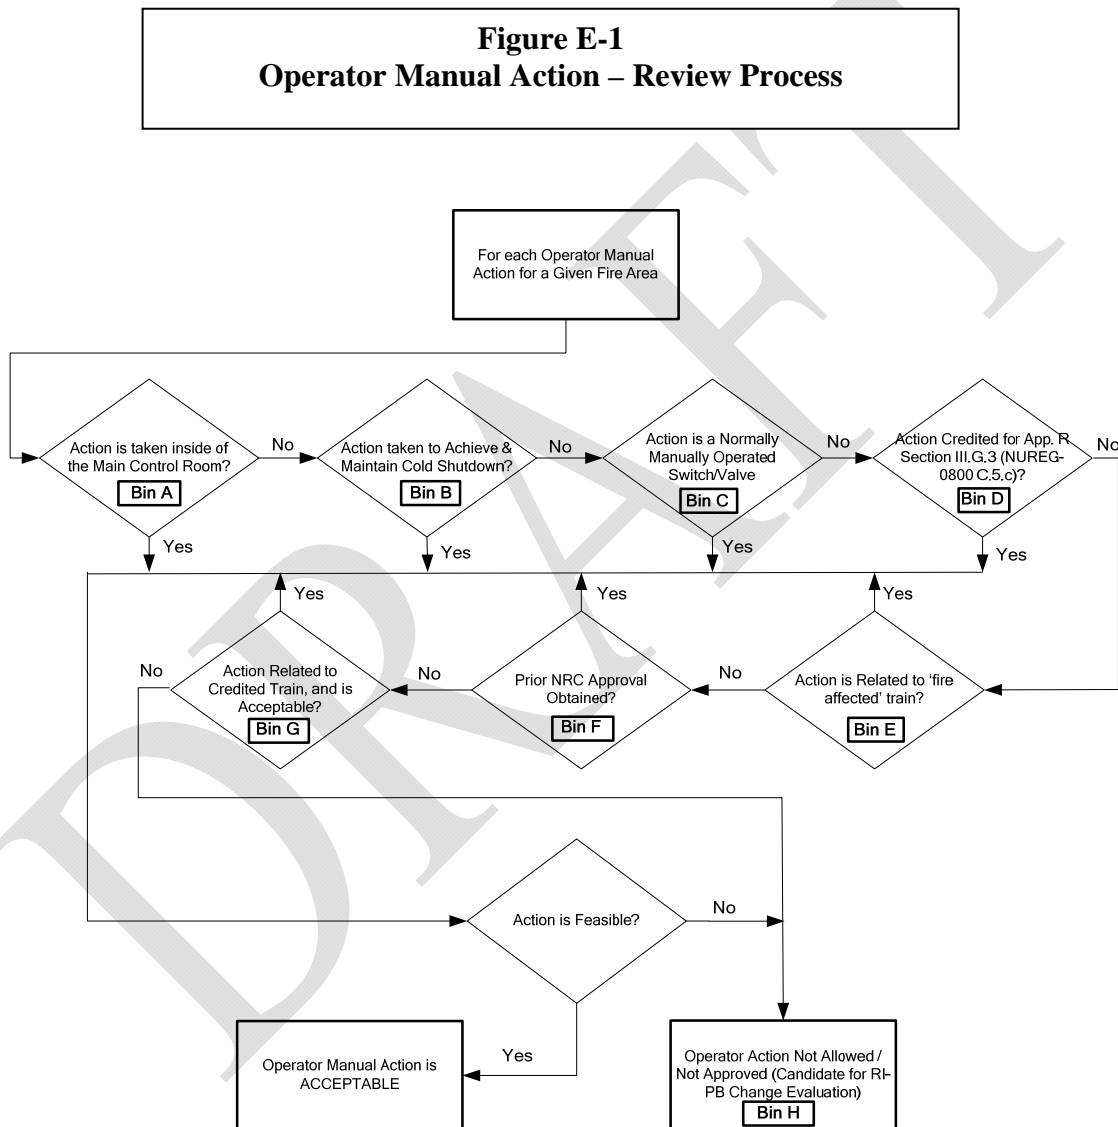 Figure E-1
Operator Manual Action – Review Process
For each Operator Manual
Action for a Given Fire Area
Action is taken inside of
the Main Control Room?
Bin A
No
Yes
Action taken to Achieve &
Maintain Cold Shutdown?
Bin B
No
Yes
Action is a Normally
Manually Operated
Switch/Valve
Bin C
No
Yes
Action Credited for App. R
Section III.G.3 (NUREG-
0800 C.5.c)?
Bin D
No
Yes
Action is Related to 'fire
affected' train?
Bin E
Yes
No
Prior NRC Approval
Obtained?
Bin F
Yes
No
Action Related to
Credited Train, and is
Acceptable?
Bin G
Yes
No
Action is Feasible?
No
Yes
Operator Manual Action is
ACCEPTABLE
Operator Action Not Allowed /
Not Approved (Candidate for RI-
PB Change Evaluation)
Bin H
DRAFT